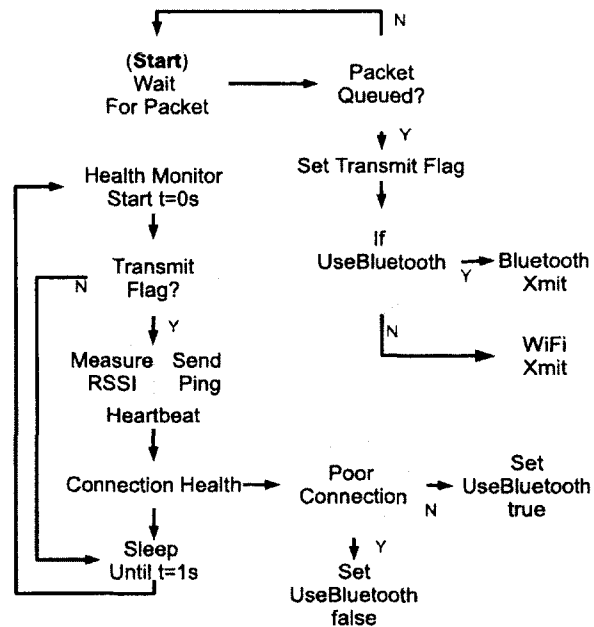 N
(Start)
Wait
For Packet
Packet
Queued?
Y
Set Transmit Flag
If
UseBluetooth
Y
Bluetooth
Xmit
N
WiFi
Xmit
Health Monitor
Start t=0s
Transmit
Flag?
N
Y
Measure Send
RSSI Ping
Heartbeat
Connection Health
Poor
Connection
N
Set
UseBluetooth
true
Y
Set
UseBluetooth
false
Sleep
Until t=1s